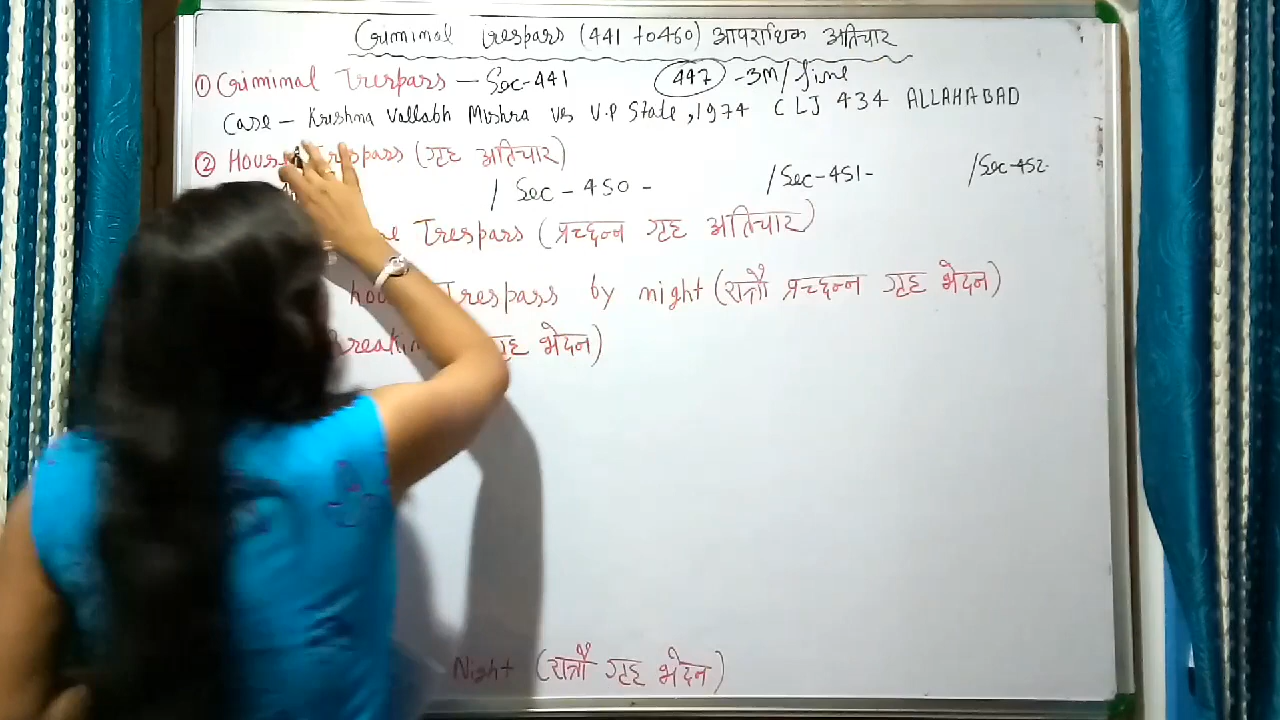 Criminal Trespass (441 to 460) आपराधिक अतिचार
① Criminal Trespass - Sec-441 447 -3M/fine
Case - Krishna Vallabh Mishra vs U.P State, 1974 CLJ 434 ALLAHABAD
② House Trespass (गृह अतिचार)
/ Sec - 450 - / Sec-451- / Sec-452-
Trespass (प्रच्छन्न गृह अतिचार)
Trespass by night (रात्रौ प्रच्छन्न गृह भेदन)
गृह भेदन)
Night (रात्रौ गृह भेदन)